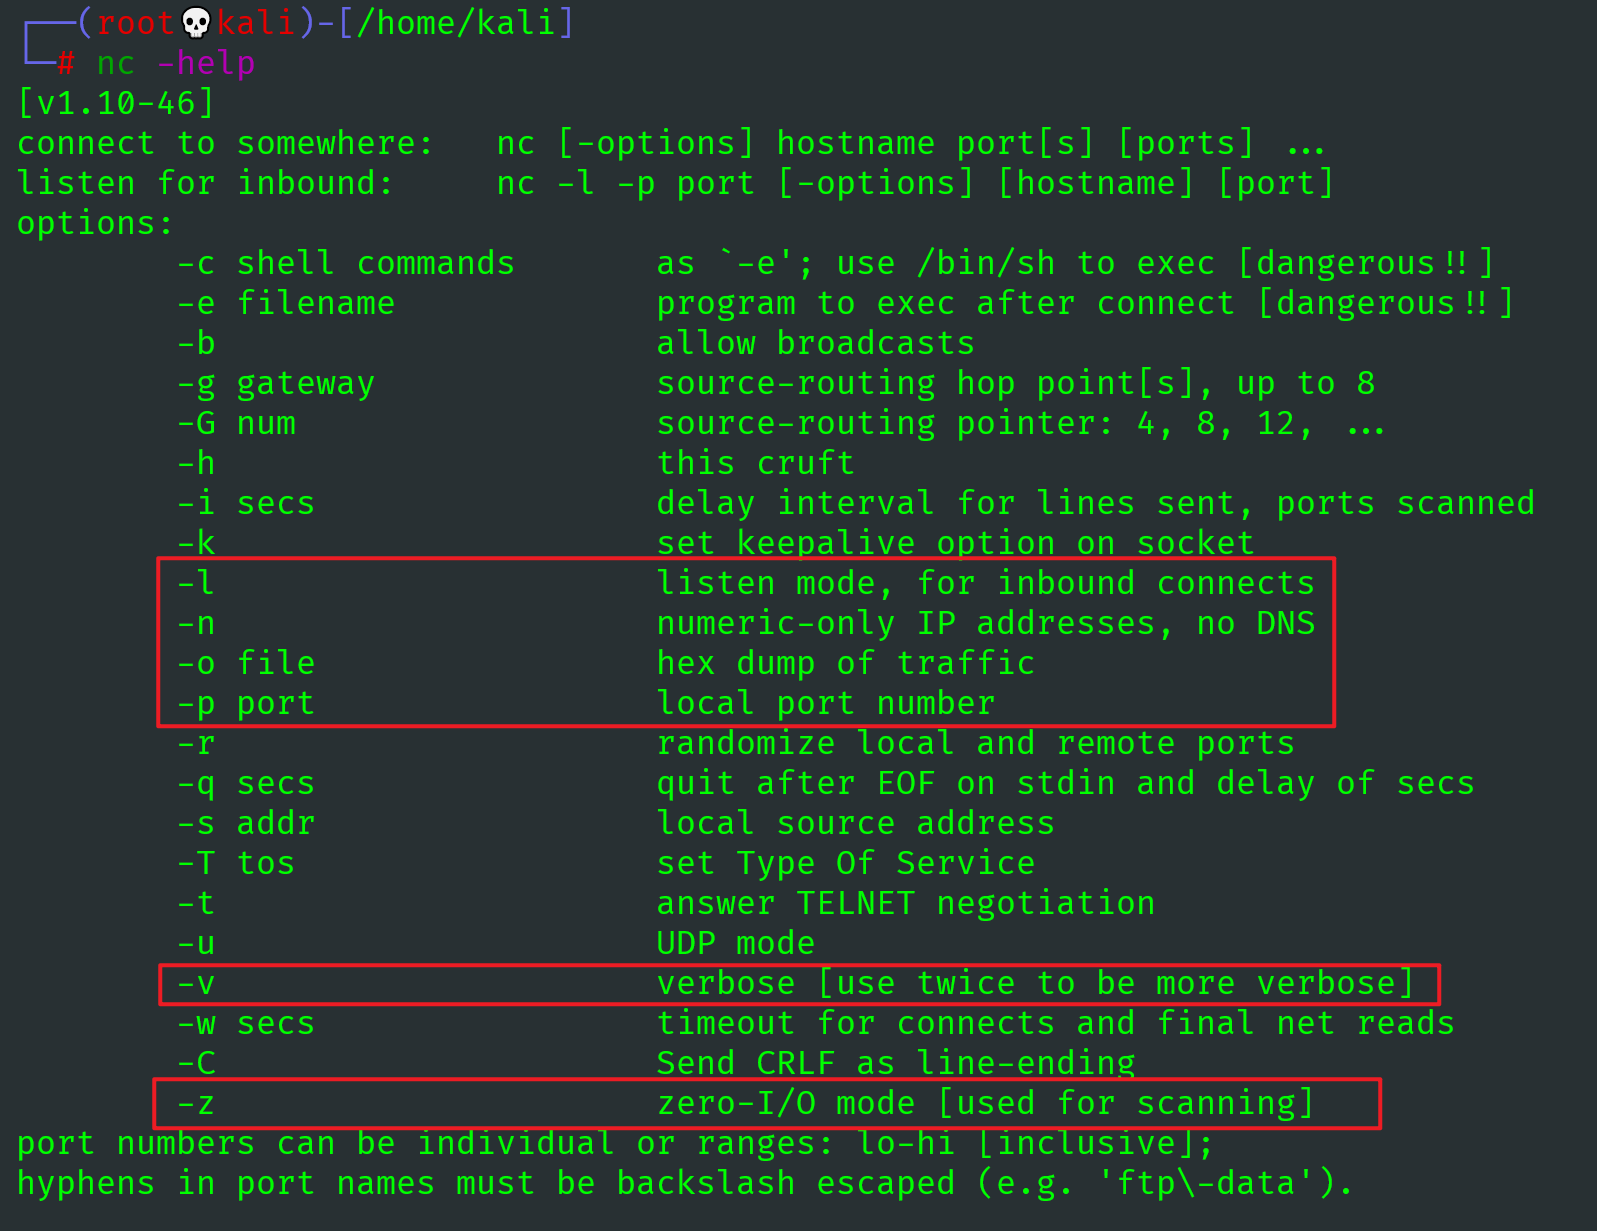 ┌──(root💀kali)-[/home/kali]
└─# nc -help
[v1.10-46]
connect to somewhere:   nc [-options] hostname port[s] [ports] ...
listen for inbound:     nc -l -p port [-options] [hostname] [port]
options:
        -c shell commands       as `-e'; use /bin/sh to exec [dangerous!!]
        -e filename             program to exec after connect [dangerous!!]
        -b                      allow broadcasts
        -g gateway              source-routing hop point[s], up to 8
        -G num                  source-routing pointer: 4, 8, 12, ...
        -h                      this cruft
        -i secs                 delay interval for lines sent, ports scanned
        -k                      set keepalive option on socket
        -l                      listen mode, for inbound connects
        -n                      numeric-only IP addresses, no DNS
        -o file                 hex dump of traffic
        -p port                 local port number
        -r                      randomize local and remote ports
        -q secs                 quit after EOF on stdin and delay of secs
        -s addr                 local source address
        -T tos                  set Type Of Service
        -t                      answer TELNET negotiation
        -u                      UDP mode
        -v                      verbose [use twice to be more verbose]
        -w secs                 timeout for connects and final net reads
        -C                      Send CRLF as line-ending
        -z                      zero-I/O mode [used for scanning]
port numbers can be individual or ranges: lo-hi [inclusive];
hyphens in port names must be backslash escaped (e.g. 'ftp\-data').